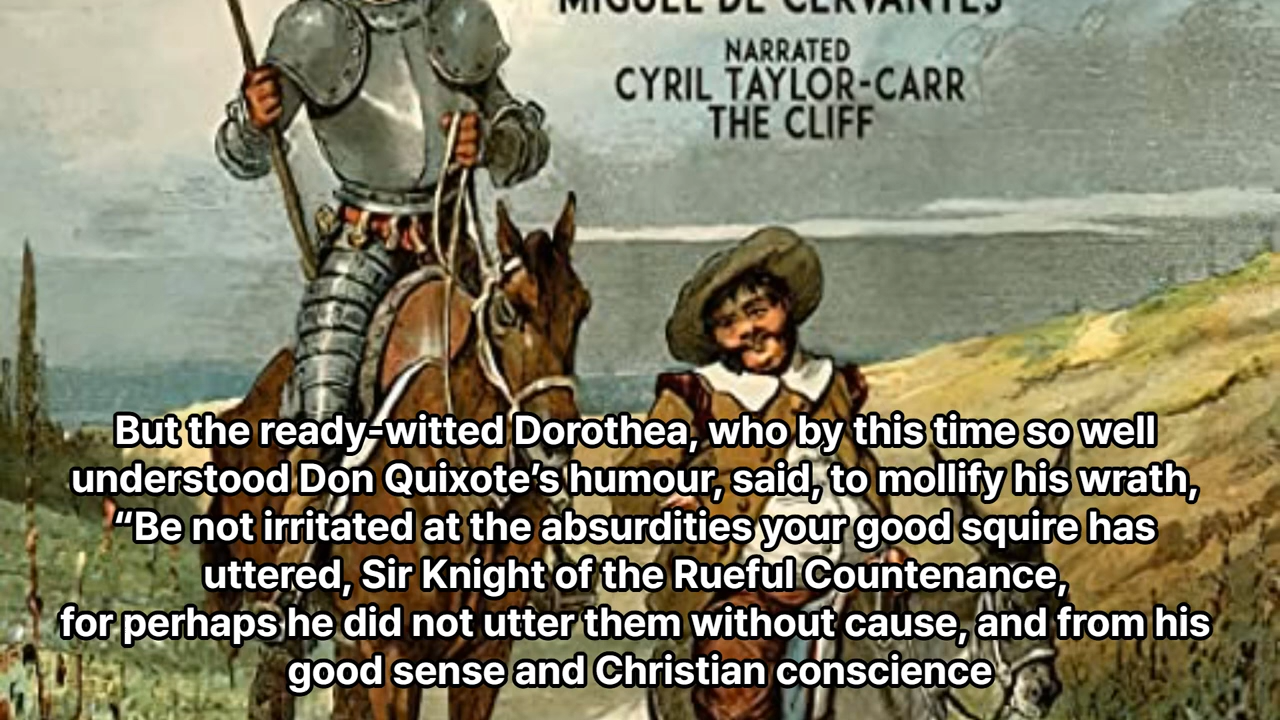 MIGUEL DE CERVANTES
NARRATED
CYRIL TAYLOR-CARR
THE CLIFF
But the ready-witted Dorothea, who by this time so well
understood Don Quixote’s humour, said, to mollify his wrath,
“Be not irritated at the absurdities your good squire has
uttered, Sir Knight of the Rueful Countenance,
for perhaps he did not utter them without cause, and from his
good sense and Christian conscience